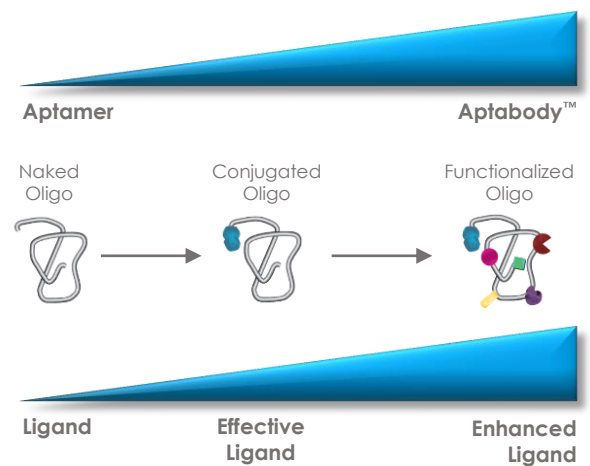 Aptamer Aptabody™
Naked Conjugated Functionalized
Oligo Oligo Oligo
Ligand Effective Enhanced
Ligand Ligand